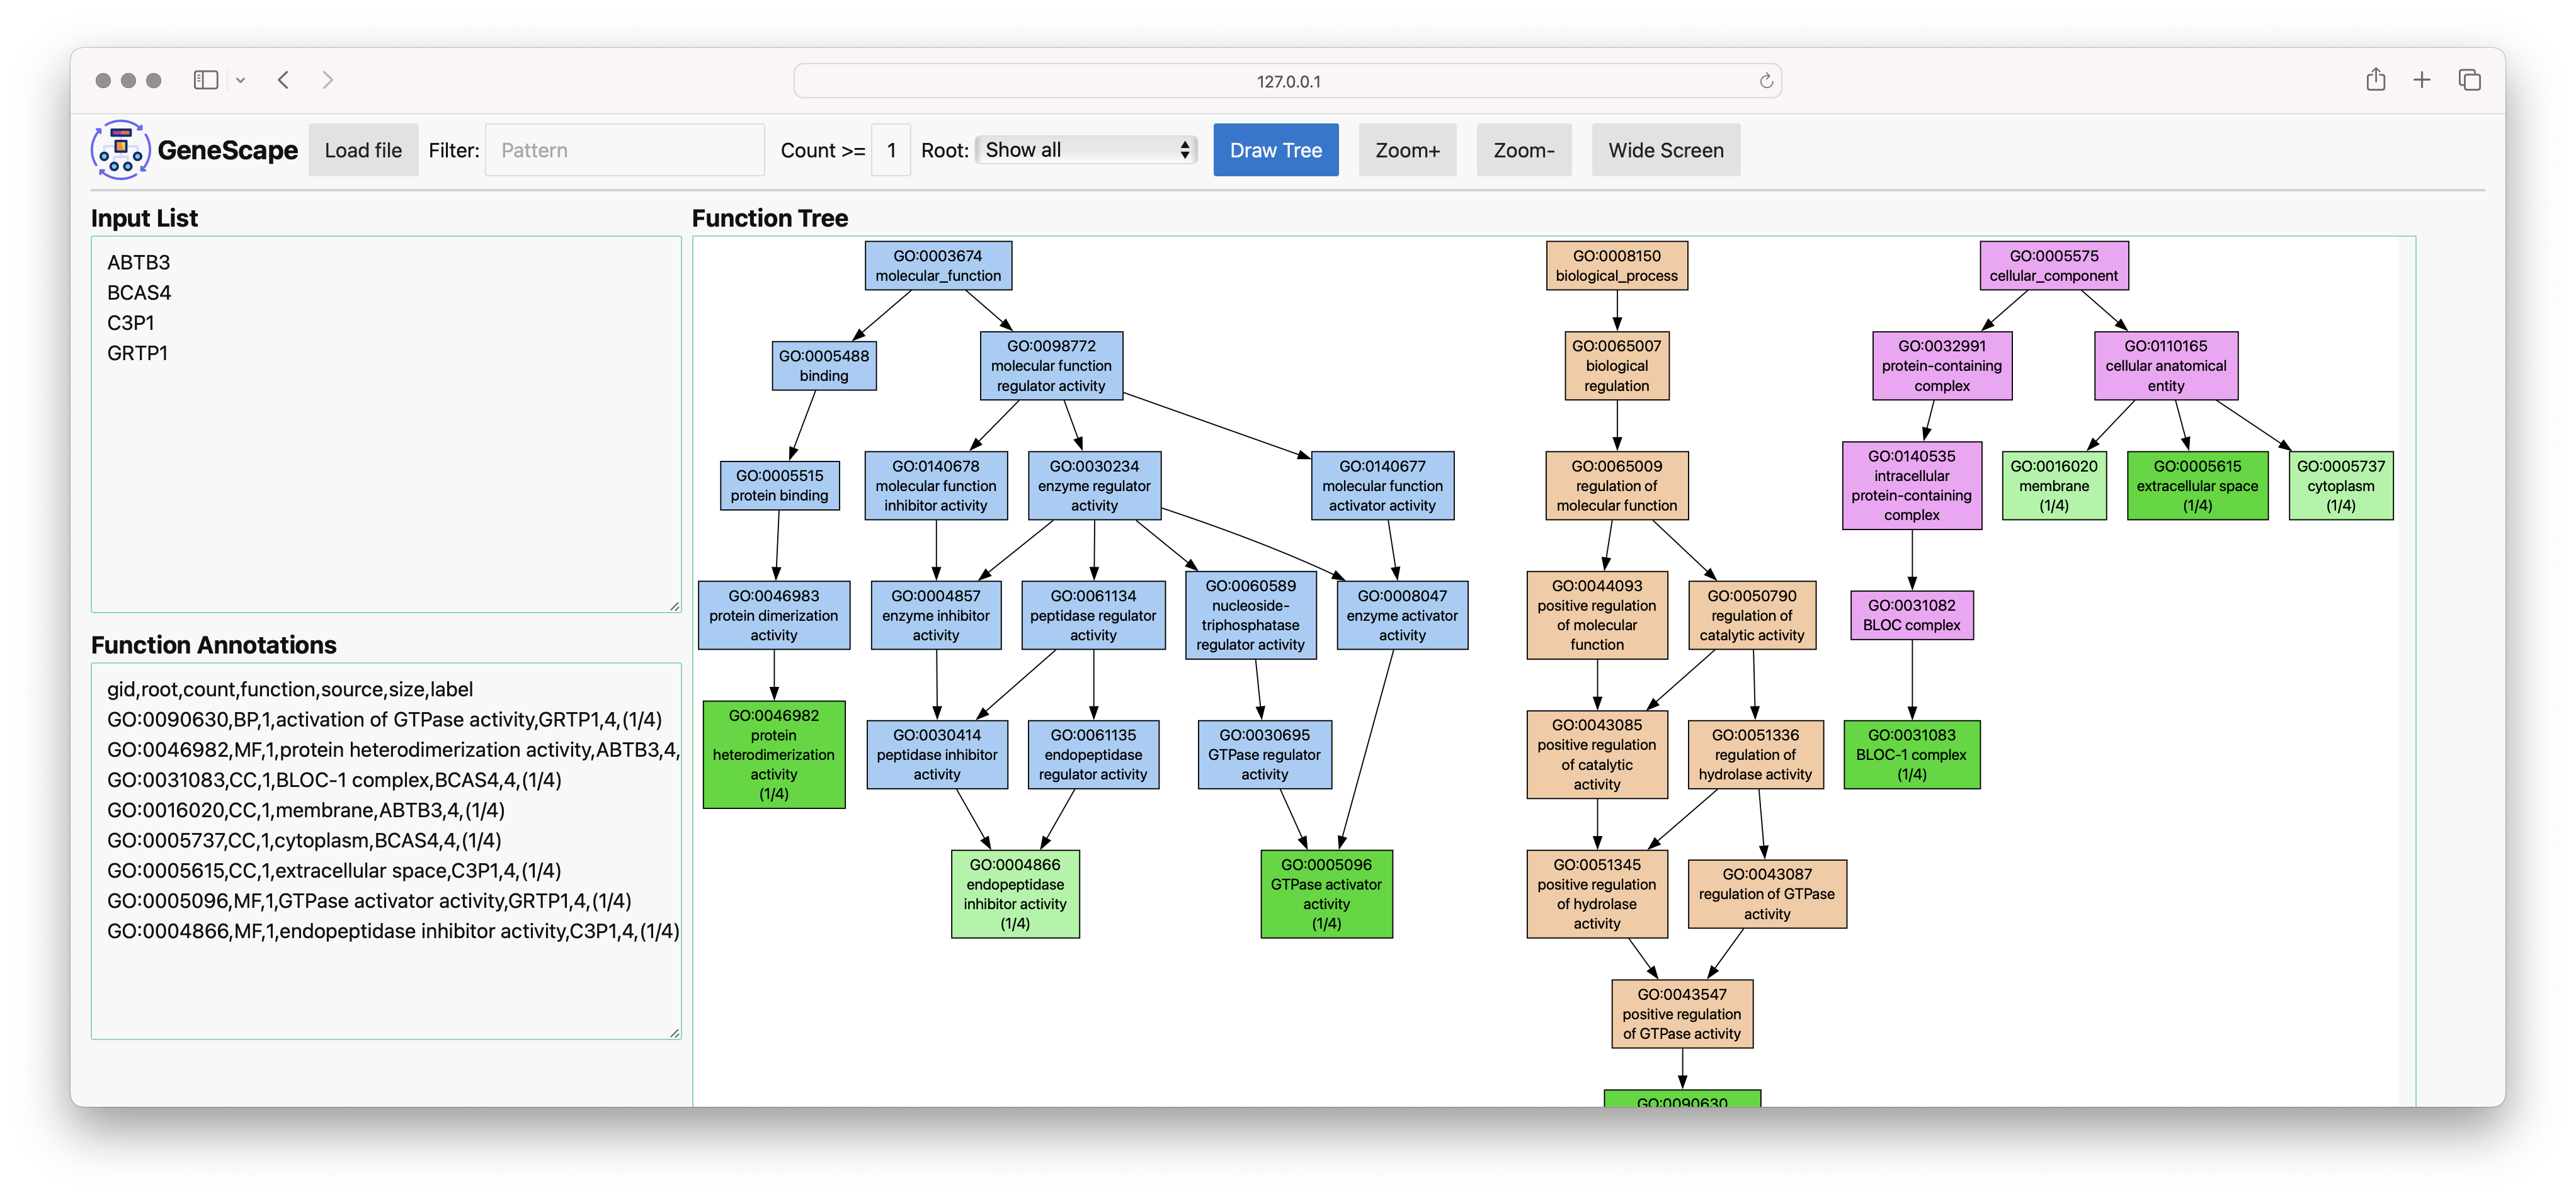 127.0.0.1
GeneScape Load file Filter: Pattern Count >= 1 Root: Show all Draw Tree Zoom+ Zoom- Wide Screen
Input List
ABTB3
BCAS4
C3P1
GRTP1
Function Annotations
gid,root,count,function,source,size,label
GO:0090630,BP,1,activation of GTPase activity,GRTP1,4,(1/4)
GO:0046982,MF,1,protein heterodimerization activity,ABTB3,4,
GO:0031083,CC,1,BLOC-1 complex,BCAS4,4,(1/4)
GO:0016020,CC,1,membrane,ABTB3,4,(1/4)
GO:0005737,CC,1,cytoplasm,BCAS4,4,(1/4)
GO:0005615,CC,1,extracellular space,C3P1,4,(1/4)
GO:0005096,MF,1,GTPase activator activity,GRTP1,4,(1/4)
GO:0004866,MF,1,endopeptidase inhibitor activity,C3P1,4,(1/4)
Function Tree
GO:0003674
molecular_function
GO:0005488
binding
GO:0098772
molecular function
regulator activity
GO:0005515
protein binding
GO:0140678
molecular function
inhibitor activity
GO:0030234
enzyme regulator
activity
GO:0140677
molecular function
activator activity
GO:0046983
protein dimerization
activity
GO:0004857
enzyme inhibitor
activity
GO:0061134
peptidase regulator
activity
GO:0060589
nucleoside-
triphosphatase
regulator activity
GO:0008047
enzyme activator
activity
GO:0046982
protein
heterodimerization
activity
(1/4)
GO:0030414
peptidase inhibitor
activity
GO:0061135
endopeptidase
regulator activity
GO:0030695
GTPase regulator
activity
GO:0004866
endopeptidase
inhibitor activity
(1/4)
GO:0005096
GTPase activator
activity
(1/4)
GO:0008150
biological_process
GO:0065007
biological
regulation
GO:0065009
regulation of
molecular function
GO:0044093
positive regulation
of molecular
function
GO:0050790
regulation of
catalytic activity
GO:0043085
positive regulation
of catalytic
activity
GO:0051336
regulation of
hydrolase activity
GO:0051345
positive regulation
of hydrolase
activity
GO:0043087
regulation of GTPase
activity
GO:0043547
positive regulation
of GTPase activity
GO:0090630
GO:0005575
cellular_component
GO:0032991
protein-containing
complex
GO:0110165
cellular anatomical
entity
GO:0140535
intracellular
protein-containing
complex
GO:0016020
membrane
(1/4)
GO:0005615
extracellular space
(1/4)
GO:0005737
cytoplasm
(1/4)
GO:0031082
BLOC complex
GO:0031083
BLOC-1 complex
(1/4)